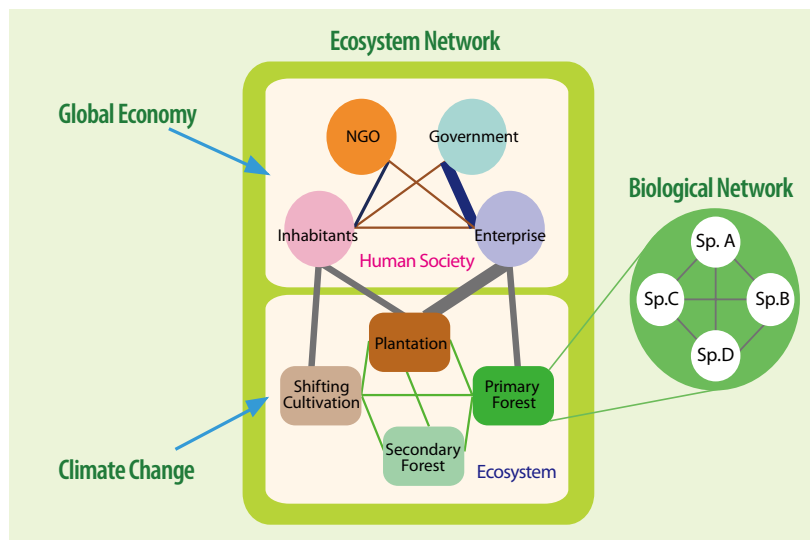 Ecosystem Network
Global Economy
NGO
Government
Inhabitants
Enterprise
Human Society
Biological Network
Sp. A
Sp.C
Sp.B
Sp.D
Plantation
Shifting
Cultivation
Primary
Forest
Secondary
Forest
Ecosystem
Climate Change